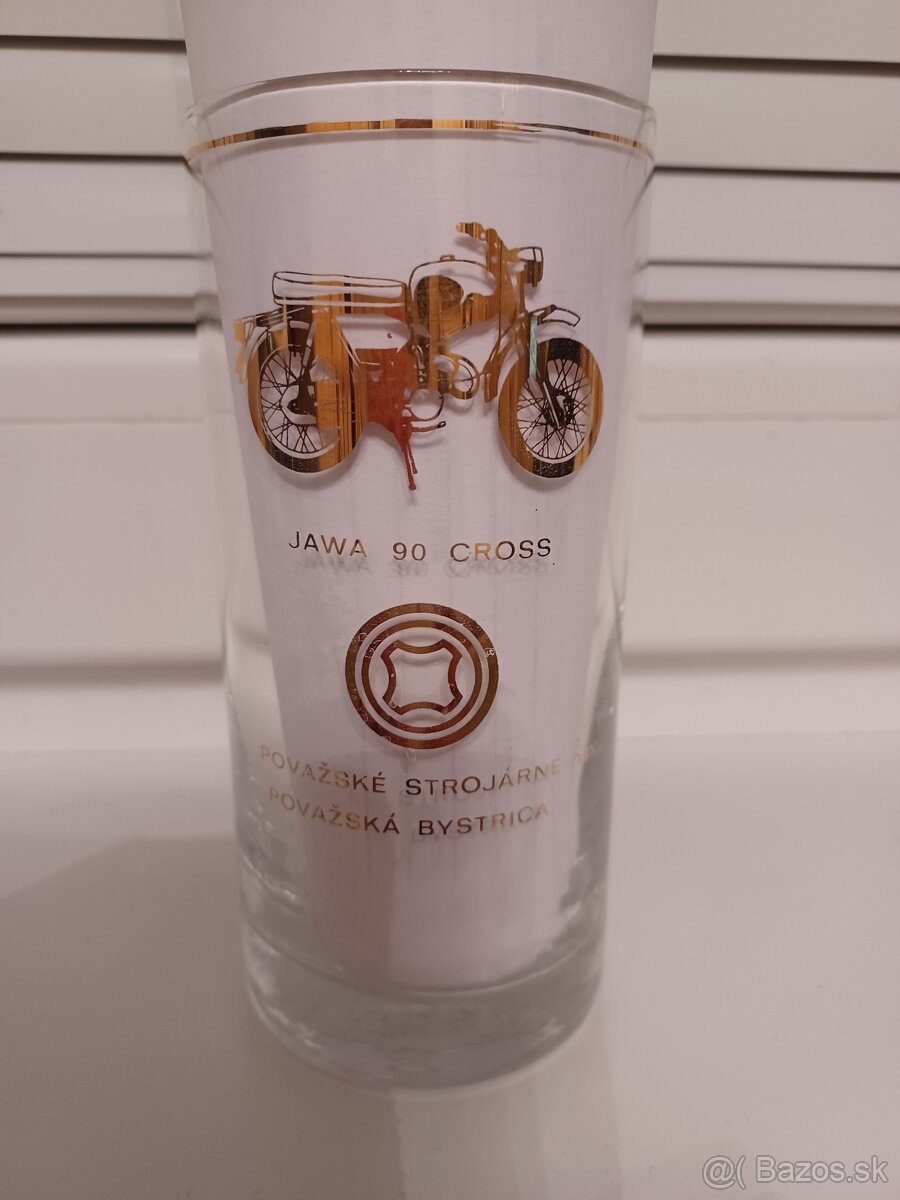 JAWA 90 CROSS
POVAŽSKÉ STROJÁRNE n.p.
POVAŽSKÁ BYSTRICA
@( Bazos.sk